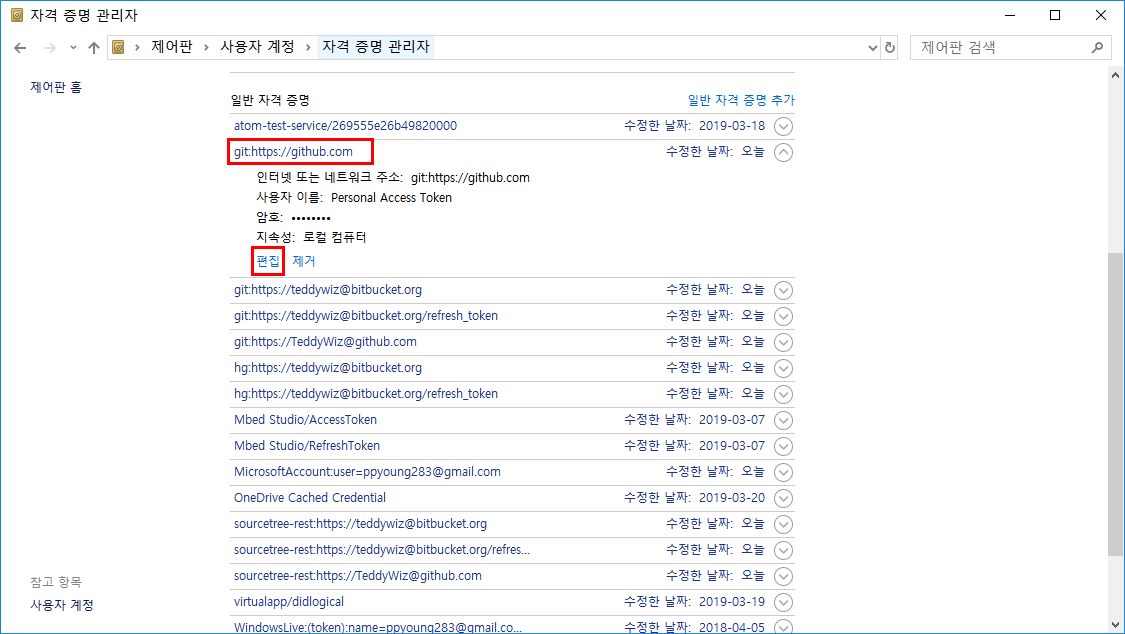 자격 증명 관리자
제어판 › 사용자 계정 › 자격 증명 관리자
제어판 검색
제어판 홈
일반 자격 증명 일반 자격 증명 추가
atom-test-service/269555e26b49820000 수정한 날짜: 2019-03-18
git:https://github.com 수정한 날짜: 오늘
인터넷 또는 네트워크 주소: git:https://github.com
사용자 이름: Personal Access Token
암호: ••••••••
지속성: 로컬 컴퓨터
편집 제거
git:https://teddywiz@bitbucket.org 수정한 날짜: 오늘
git:https://teddywiz@bitbucket.org/refresh_token 수정한 날짜: 오늘
git:https://TeddyWiz@github.com 수정한 날짜: 오늘
hg:https://teddywiz@bitbucket.org 수정한 날짜: 오늘
hg:https://teddywiz@bitbucket.org/refresh_token 수정한 날짜: 오늘
Mbed Studio/AccessToken 수정한 날짜: 2019-03-07
Mbed Studio/RefreshToken 수정한 날짜: 2019-03-07
MicrosoftAccount:user=ppyoung283@gmail.com 수정한 날짜: 오늘
OneDrive Cached Credential 수정한 날짜: 2019-03-20
sourcetree-rest:https://teddywiz@bitbucket.org 수정한 날짜: 오늘
sourcetree-rest:https://teddywiz@bitbucket.org/refres... 수정한 날짜: 오늘
sourcetree-rest:https://TeddyWiz@github.com 수정한 날짜: 오늘
virtualapp/didlogical 수정한 날짜: 2019-03-19
WindowsLive:(token):name=ppyoung283@gmail.co... 수정한 날짜: 2018-04-05
참고 항목
사용자 계정